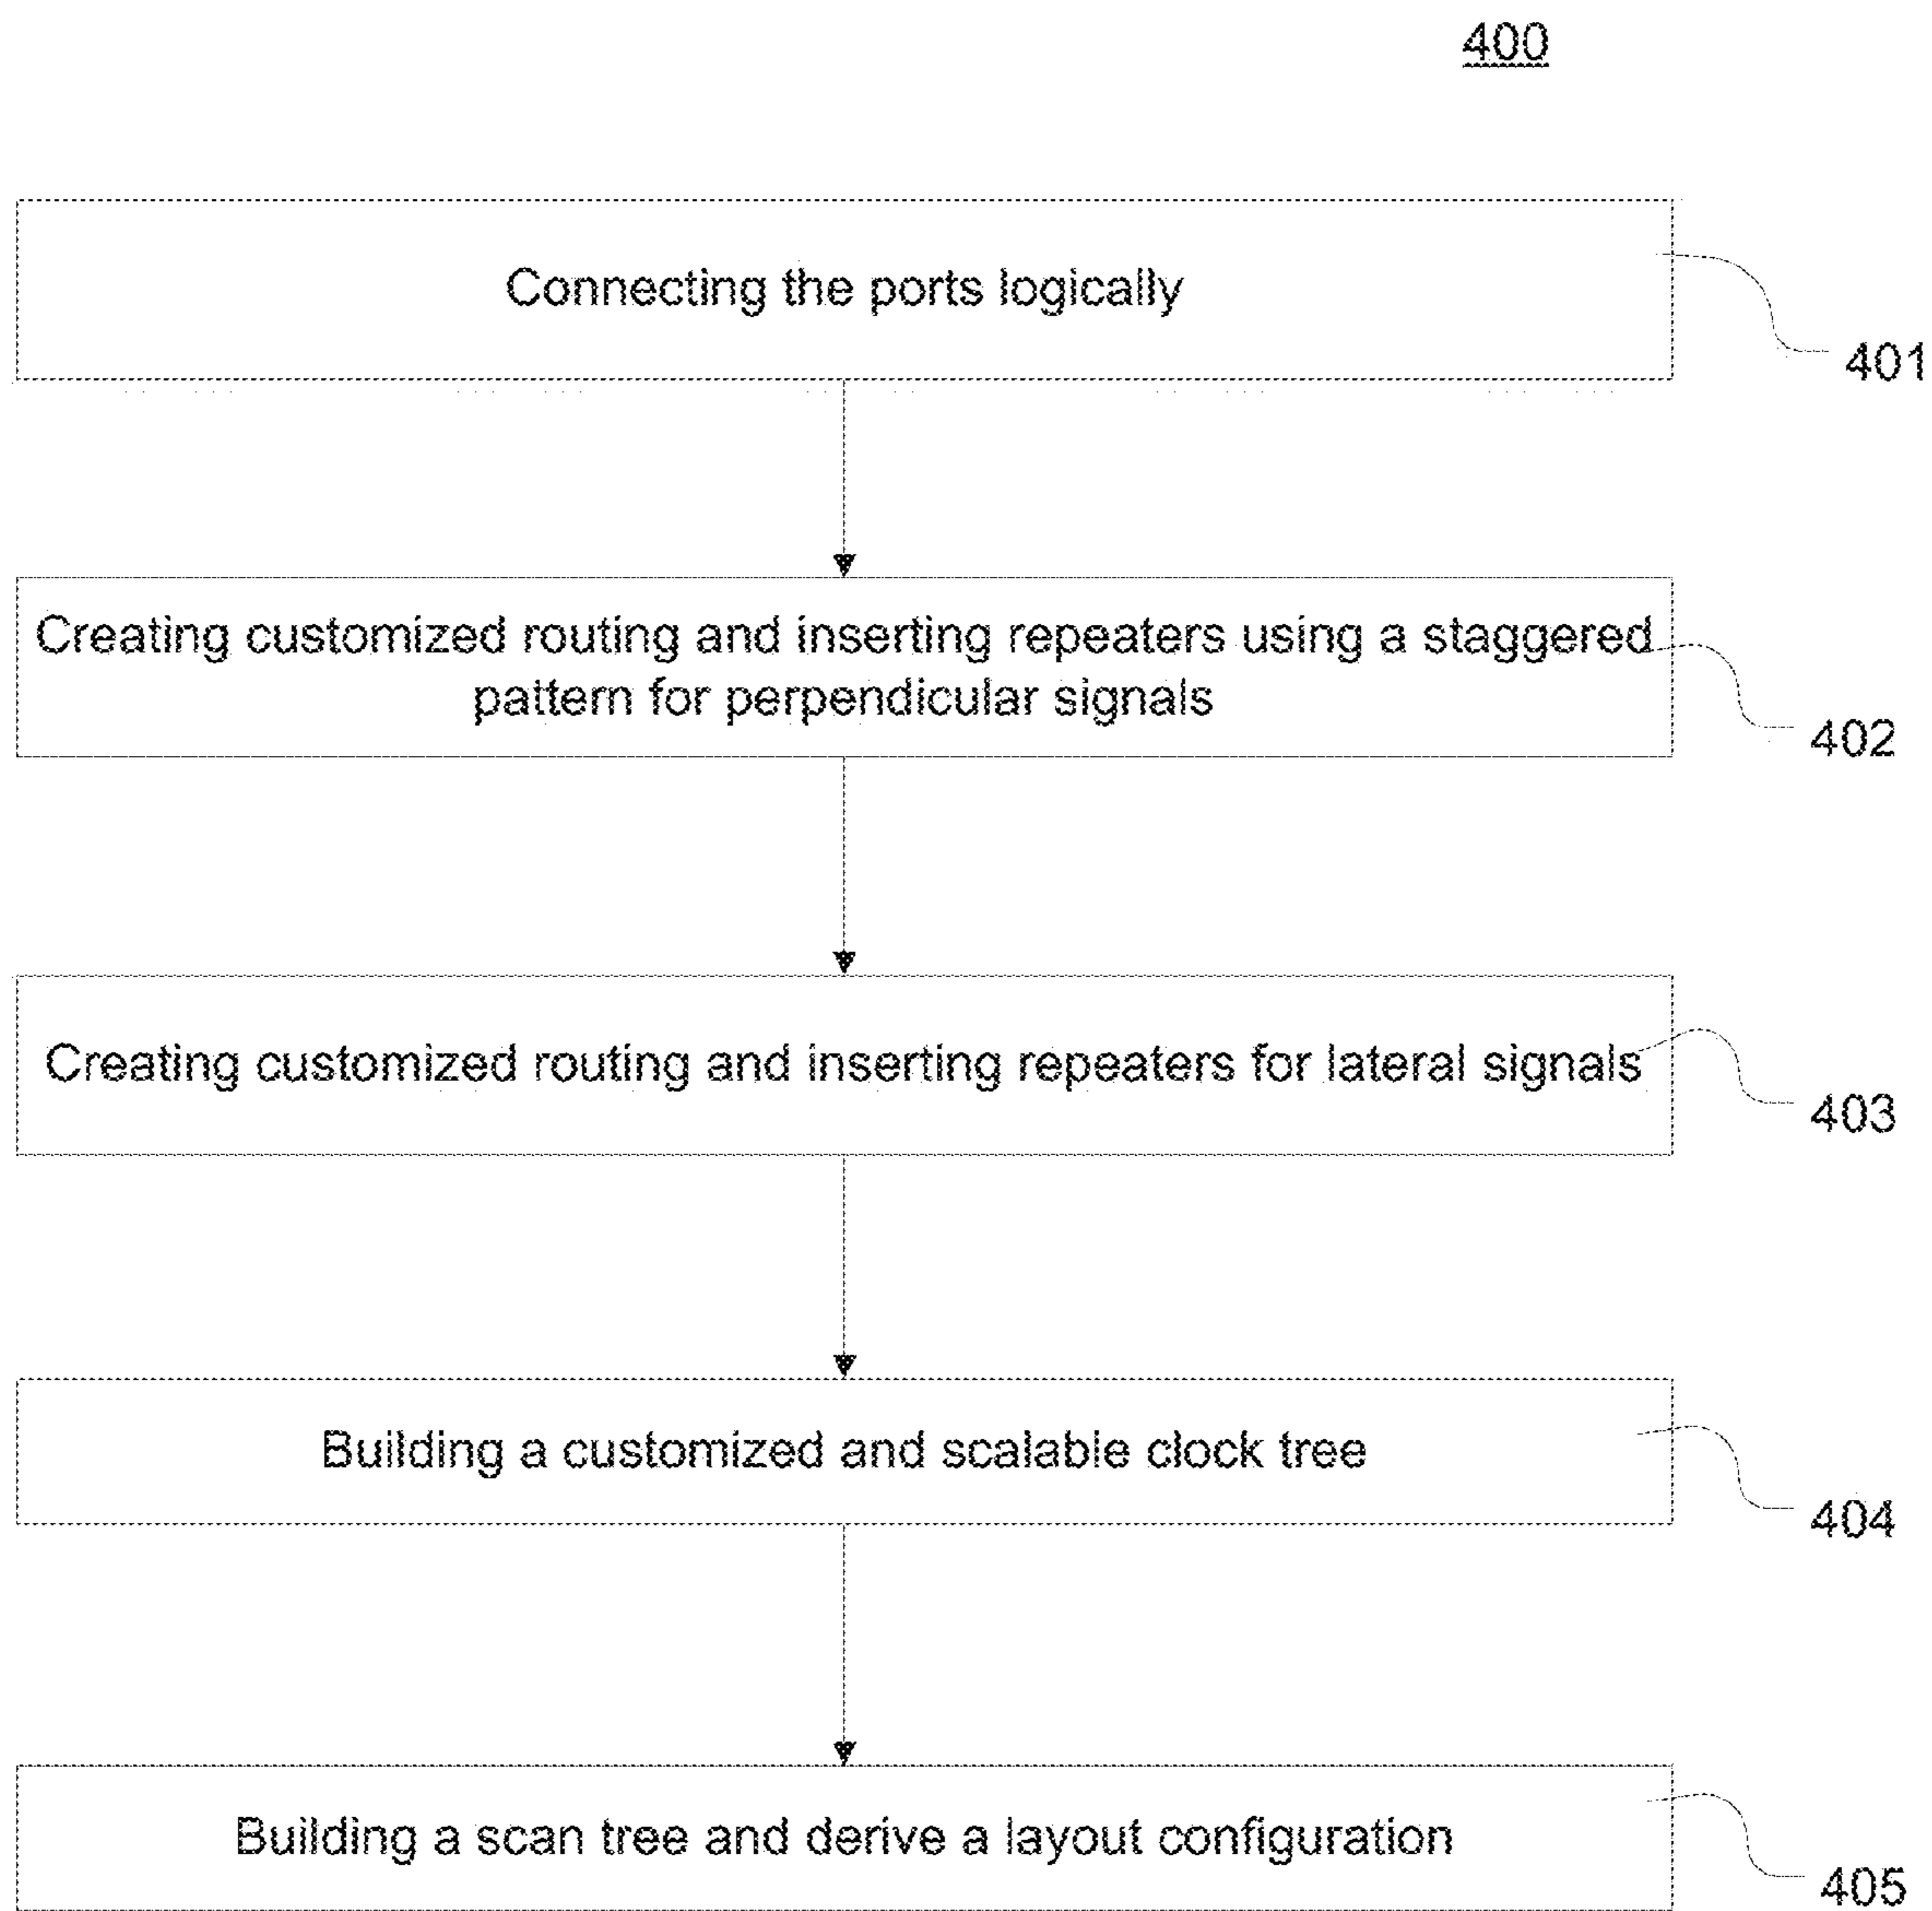 400
Connecting the ports logically
401
Creating customized routing and inserting repeaters using a staggered
pattern for perpendicular signals
402
Creating customized routing and inserting repeaters for lateral signals
403
Building a customized and scalable clock tree
404
Building a scan tree and derive a layout configuration
405